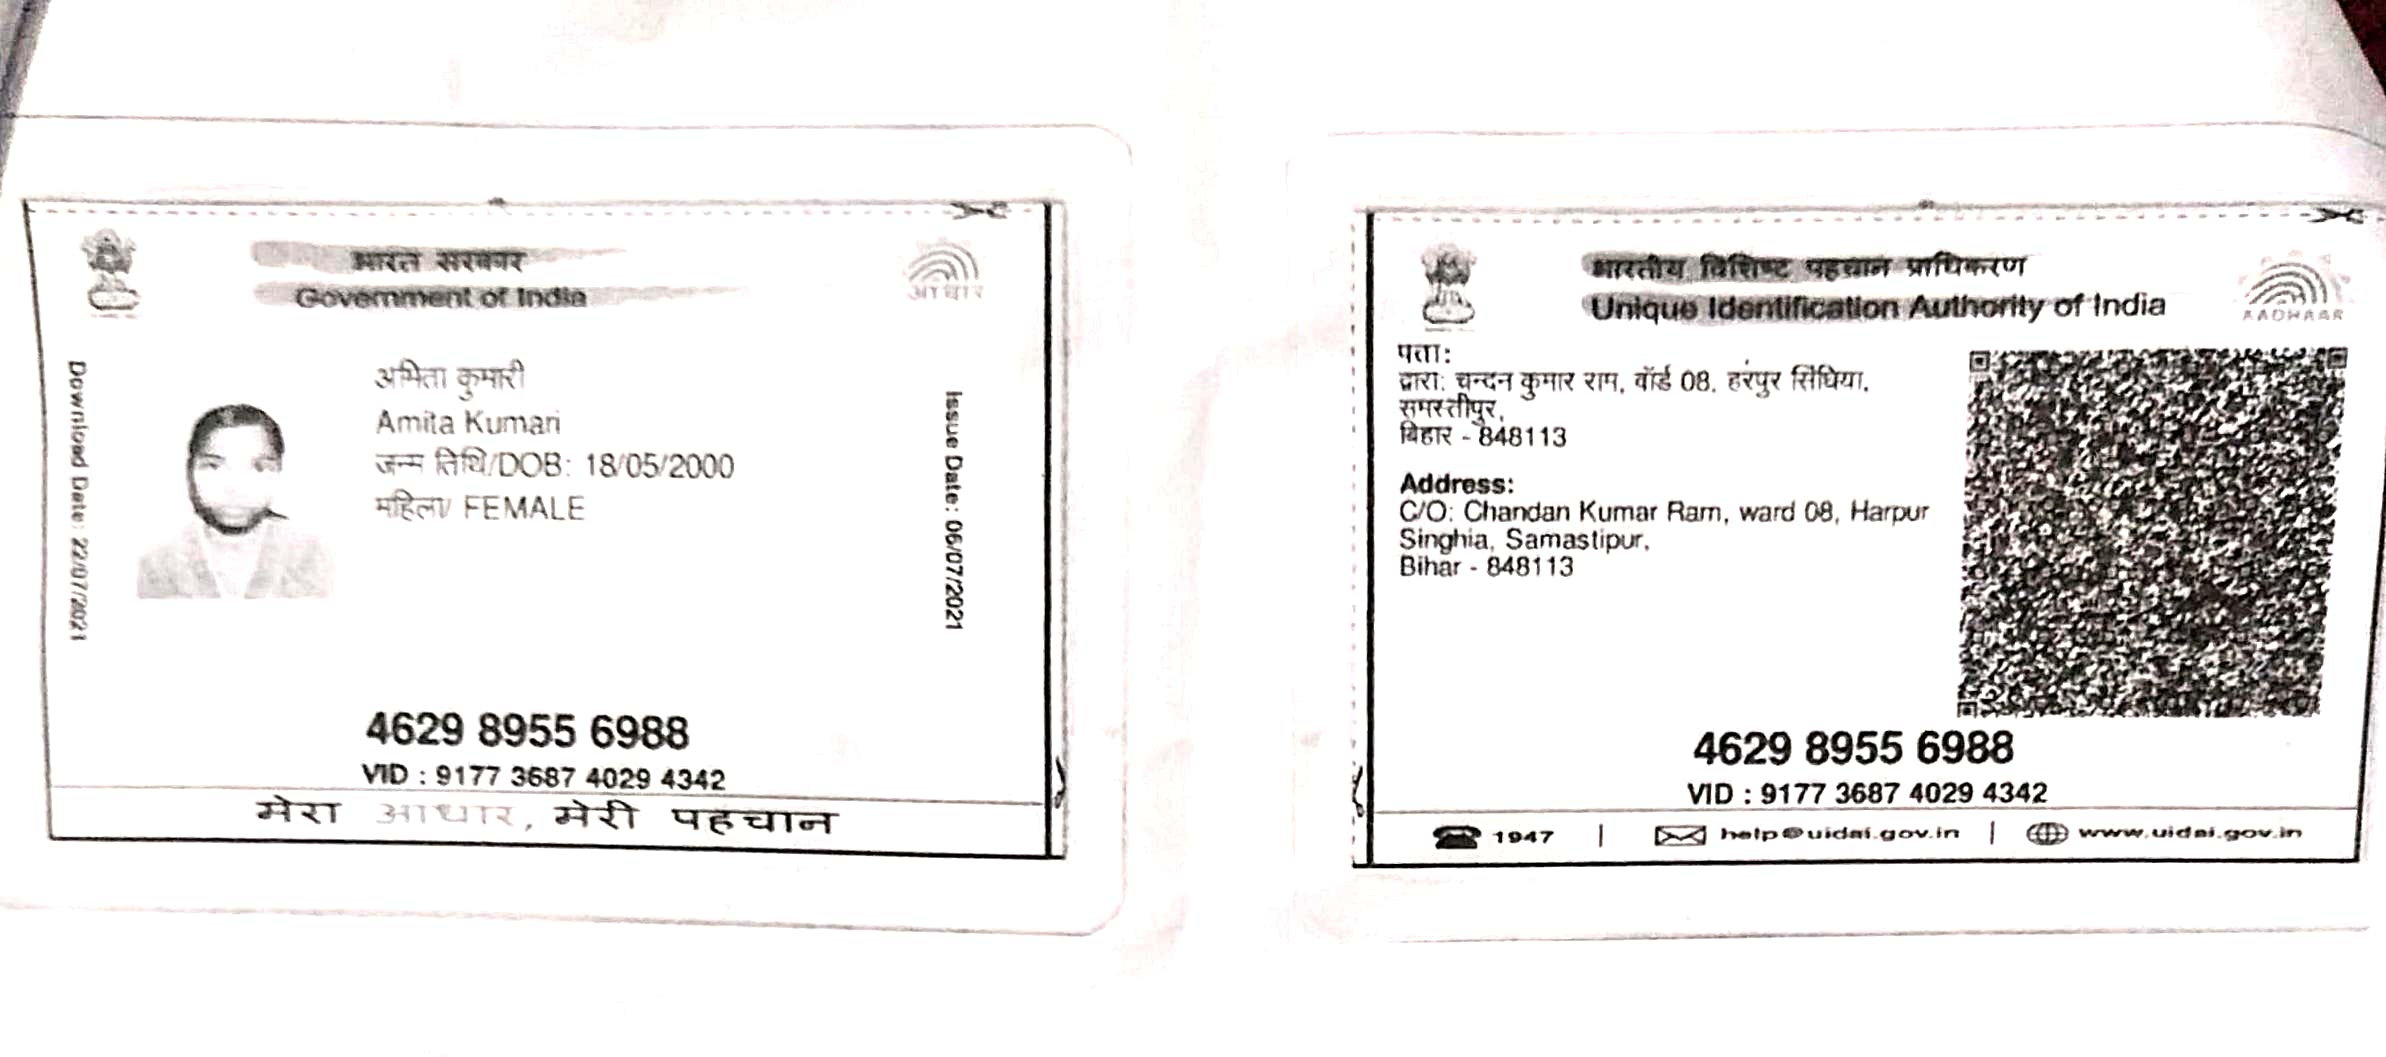 भारत सरकार
Government of India
आधार
Download Date: 22/07/2021
अमिता कुमारी
Amita Kumari
जन्म तिथि/DOB: 18/05/2000
महिला/ FEMALE
Issue Date: 06/07/2021
4629 8955 6988
VID : 9177 3687 4029 4342
मेरा आधार, मेरी पहचान
भारतीय विशिष्ट पहचान प्राधिकरण
Unique Identification Authority of India
AADHAAR
पता:
द्वारा: चन्दन कुमार राम, वॉर्ड 08, हरंपुर सिंघिया,
समस्तीपुर,
बिहार - 848113
Address:
C/O: Chandan Kumar Ram, ward 08, Harpur
Singhia, Samastipur,
Bihar - 848113
4629 8955 6988
VID : 9177 3687 4029 4342
1947 | help@uidai.gov.in | www.uidai.gov.in